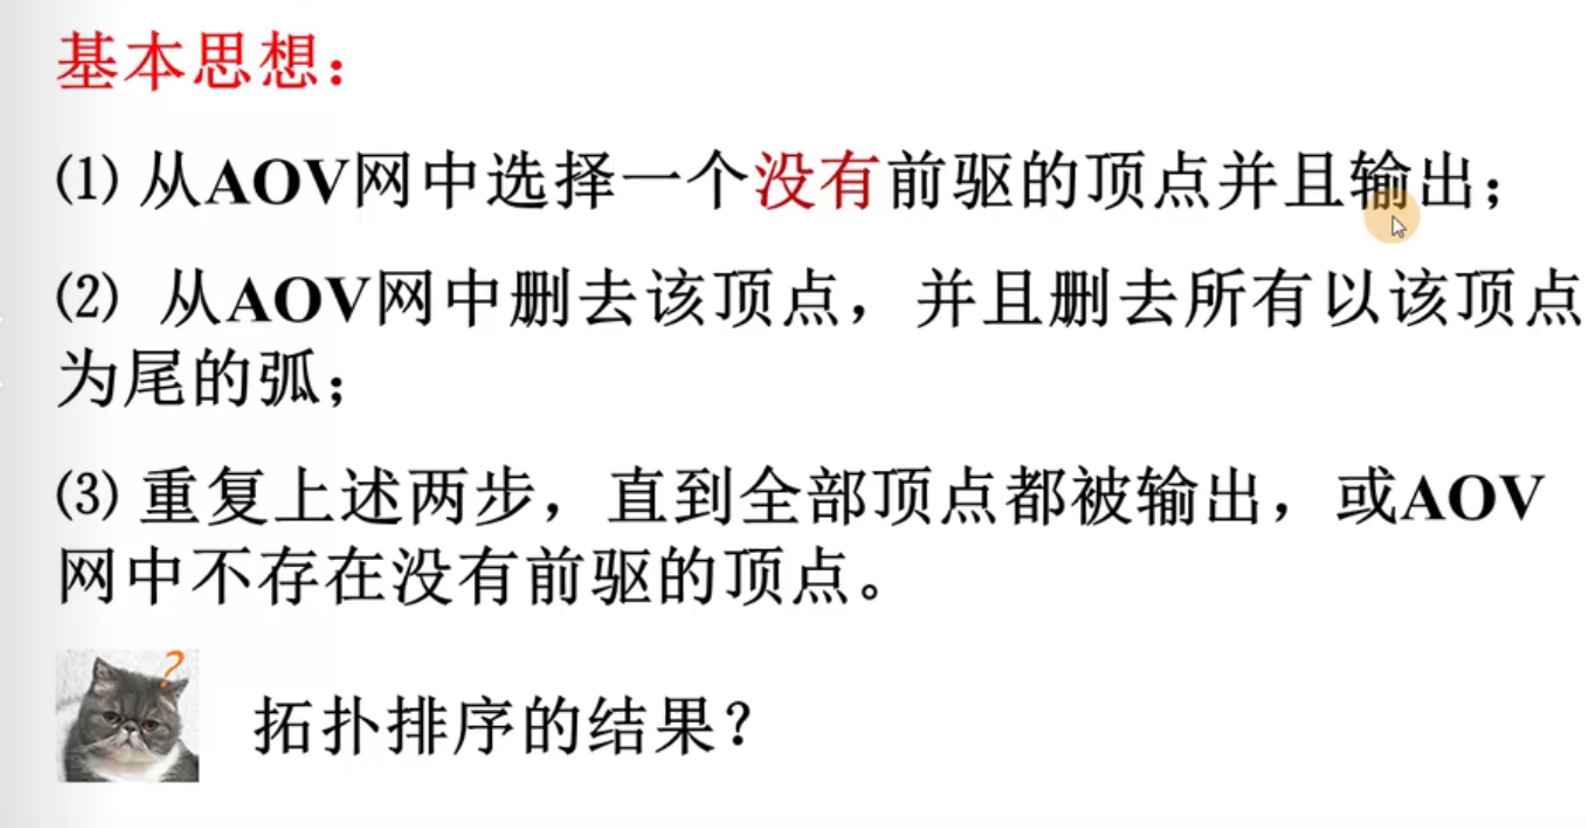 基本思想：
⑴ 从AOV网中选择一个没有前驱的顶点并且输出；
⑵ 从AOV网中删去该顶点，并且删去所有以该顶点
为尾的弧；
⑶ 重复上述两步，直到全部顶点都被输出，或AOV
网中不存在没有前驱的顶点。
?
拓扑排序的结果？